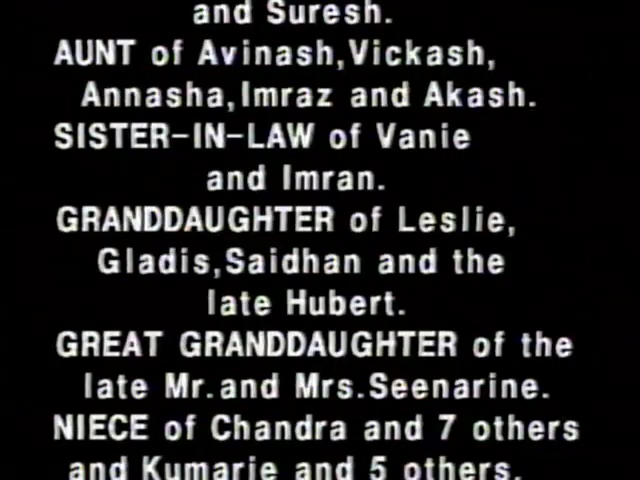 and Suresh.
AUNT of Avinash,Vickash,
Annasha,Imraz and Akash.
SISTER-IN-LAW of Vanie
and Imran.
GRANDDAUGHTER of Leslie,
Gladis,Saidhan and the
late Hubert.
GREAT GRANDDAUGHTER of the
late Mr.and Mrs.Seenarine.
NIECE of Chandra and 7 others
and Kumarie and 5 others.